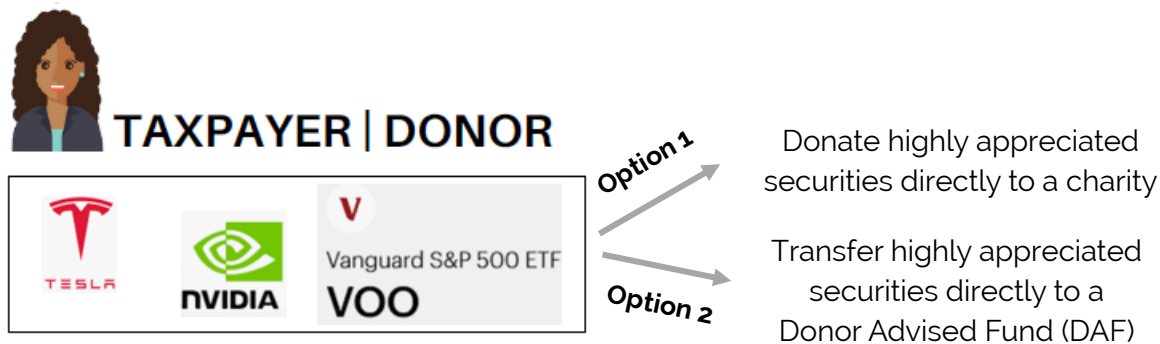 TAXPAYER | DONOR
TESLA
NVIDIA
V
Vanguard S&P 500 ETF
VOO
Option 1
Donate highly appreciated
securities directly to a charity
Option 2
Transfer highly appreciated
securities directly to a
Donor Advised Fund (DAF)